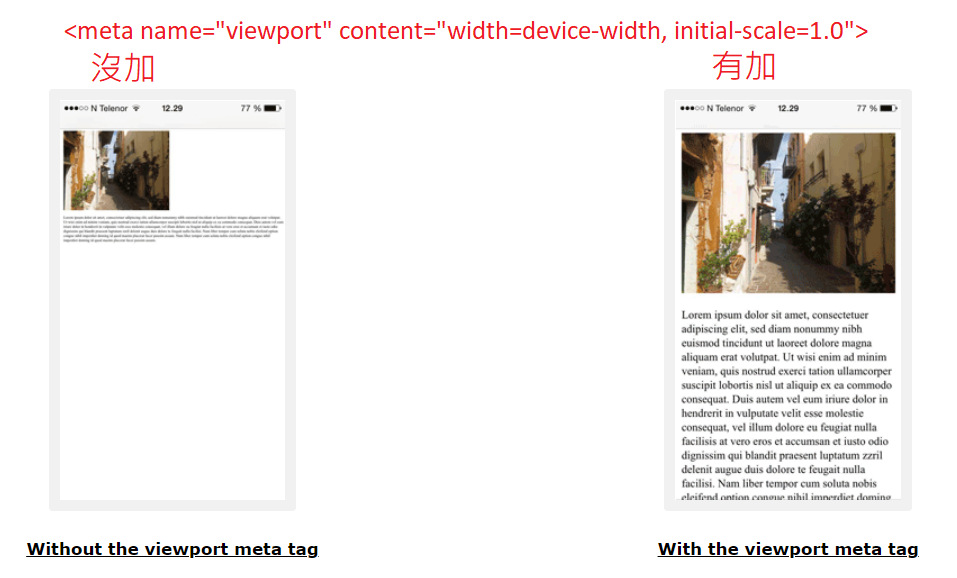 <meta name="viewport" content="width=device-width, initial-scale=1.0">
沒加
有加
●●●○○ N Telenor 12.29 77 %
Without the viewport meta tag
●●●○○ N Telenor 12.29 77 %
Lorem ipsum dolor sit amet, consectetuer
adipiscing elit, sed diam nonummy nibh
euismod tincidunt ut laoreet dolore magna
aliquam erat volutpat. Ut wisi enim ad minim
veniam, quis nostrud exerci tation ullamcorper
suscipit lobortis nisl ut aliquip ex ea commodo
consequat. Duis autem vel eum iriure dolor in
hendrerit in vulputate velit esse molestie
consequat, vel illum dolore eu feugiat nulla
facilisis at vero eros et accumsan et iusto odio
dignissim qui blandit praesent luptatum zzril
delenit augue duis dolore te feugait nulla
facilisi. Nam liber tempor cum soluta nobis
eleifend option congue nihil imperdiet doming
With the viewport meta tag